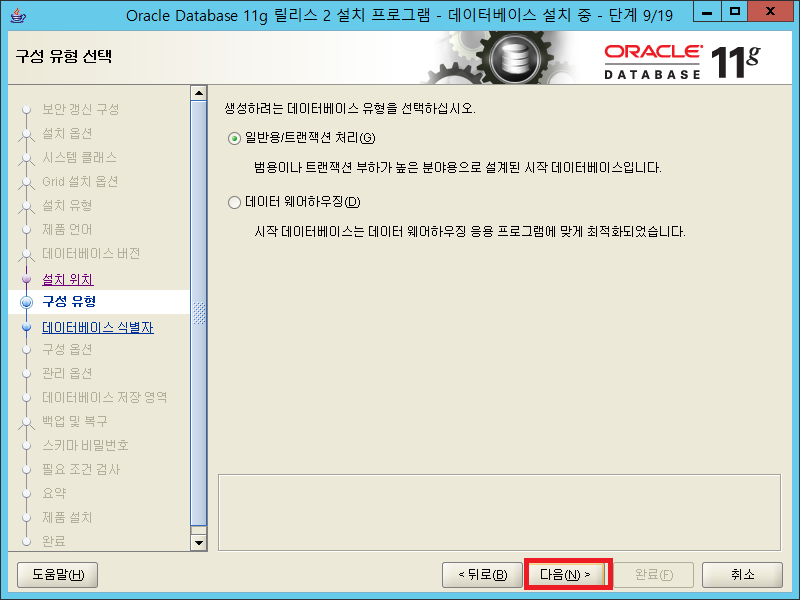 Oracle Database 11g 릴리스 2 설치 프로그램 - 데이터베이스 설치 중 - 단계 9/19
구성 유형 선택
ORACLE
DATABASE
11g
보안 갱신 구성
설치 옵션
시스템 클래스
Grid 설치 옵션
설치 유형
제품 언어
데이터베이스 버전
설치 위치
구성 유형
데이터베이스 식별자
구성 옵션
관리 옵션
데이터베이스 저장 영역
백업 및 복구
스키마 비밀번호
필요 조건 검사
요약
제품 설치
완료
생성하려는 데이터베이스 유형을 선택하십시오.
일반용/트랜잭션 처리(G)
범용이나 트랜잭션 부하가 높은 분야용으로 설계된 시작 데이터베이스입니다.
데이터 웨어하우징(D)
시작 데이터베이스는 데이터 웨어하우징 응용 프로그램에 맞게 최적화되었습니다.
도움말(H)
< 뒤로(B)
다음(N) >
완료(F)
취소